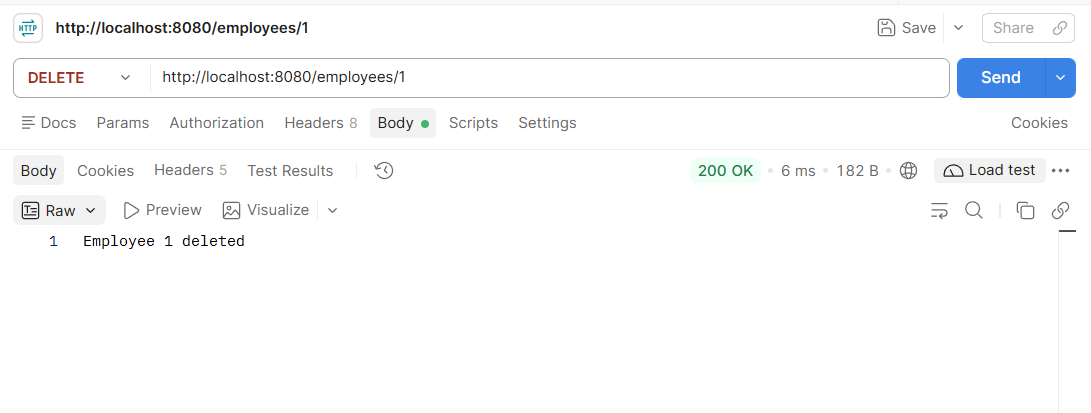 HTTP http://localhost:8080/employees/1 Save Share
DELETE http://localhost:8080/employees/1 Send
Docs Params Authorization Headers 8 Body Scripts Settings Cookies
Body Cookies Headers 5 Test Results 200 OK • 6 ms • 182 B • Load test
Raw Preview Visualize
1 Employee 1 deleted